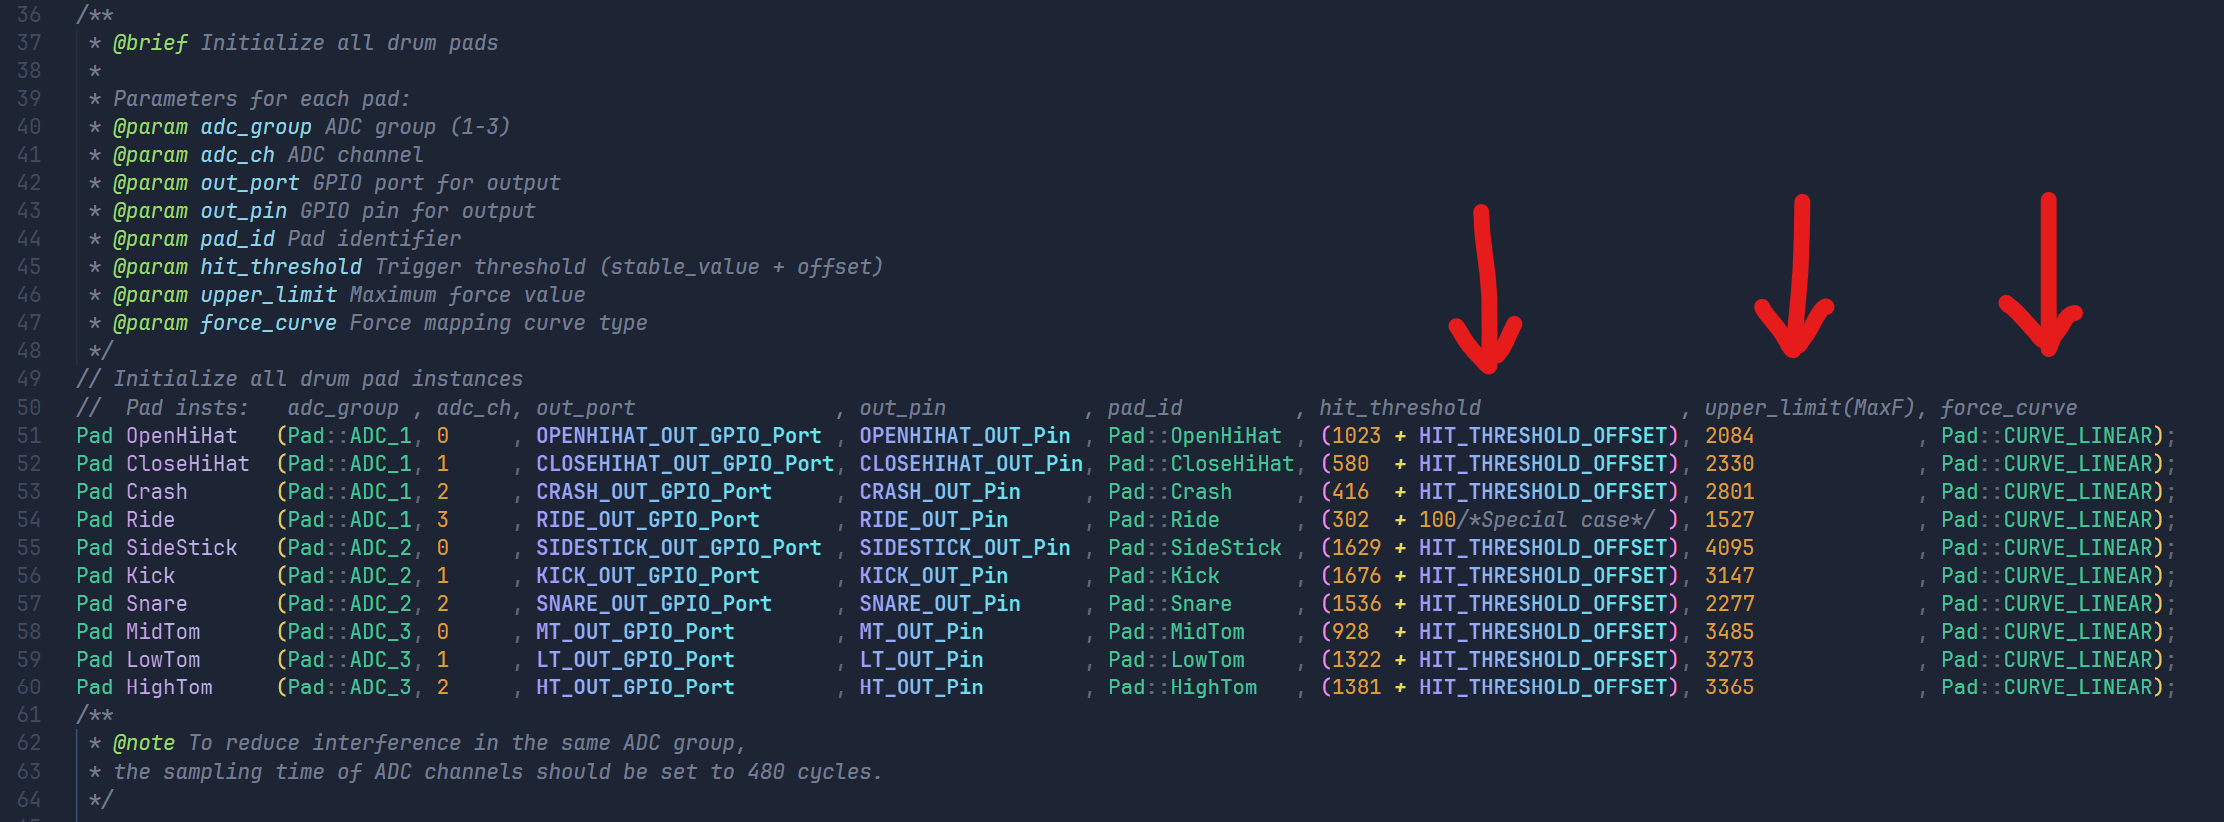 36 /**
37 * @brief Initialize all drum pads
38 *
39 * Parameters for each pad:
40 * @param adc_group ADC group (1-3)
41 * @param adc_ch ADC channel
42 * @param out_port GPIO port for output
43 * @param out_pin GPIO pin for output
44 * @param pad_id Pad identifier
45 * @param hit_threshold Trigger threshold (stable_value + offset)
46 * @param upper_limit Maximum force value
47 * @param force_curve Force mapping curve type
48 */
49 // Initialize all drum pad instances
50 // Pad insts: adc_group , adc_ch, out_port , out_pin , pad_id , hit_threshold , upper_limit(MaxF), force_curve
51 Pad OpenHiHat (Pad::ADC_1, 0 , OPENHIHAT_OUT_GPIO_Port , OPENHIHAT_OUT_Pin , Pad::OpenHiHat , (1023 + HIT_THRESHOLD_OFFSET), 2084 , Pad::CURVE_LINEAR);
52 Pad CloseHiHat (Pad::ADC_1, 1 , CLOSEHIHAT_OUT_GPIO_Port, CLOSEHIHAT_OUT_Pin, Pad::CloseHiHat, (580 + HIT_THRESHOLD_OFFSET), 2330 , Pad::CURVE_LINEAR);
53 Pad Crash (Pad::ADC_1, 2 , CRASH_OUT_GPIO_Port , CRASH_OUT_Pin , Pad::Crash , (416 + HIT_THRESHOLD_OFFSET), 2801 , Pad::CURVE_LINEAR);
54 Pad Ride (Pad::ADC_1, 3 , RIDE_OUT_GPIO_Port , RIDE_OUT_Pin , Pad::Ride , (302 + 100/*Special case*/ ), 1527 , Pad::CURVE_LINEAR);
55 Pad SideStick (Pad::ADC_2, 0 , SIDESTICK_OUT_GPIO_Port , SIDESTICK_OUT_Pin , Pad::SideStick , (1629 + HIT_THRESHOLD_OFFSET), 4095 , Pad::CURVE_LINEAR);
56 Pad Kick (Pad::ADC_2, 1 , KICK_OUT_GPIO_Port , KICK_OUT_Pin , Pad::Kick , (1676 + HIT_THRESHOLD_OFFSET), 3147 , Pad::CURVE_LINEAR);
57 Pad Snare (Pad::ADC_2, 2 , SNARE_OUT_GPIO_Port , SNARE_OUT_Pin , Pad::Snare , (1536 + HIT_THRESHOLD_OFFSET), 2277 , Pad::CURVE_LINEAR);
58 Pad MidTom (Pad::ADC_3, 0 , MT_OUT_GPIO_Port , MT_OUT_Pin , Pad::MidTom , (928 + HIT_THRESHOLD_OFFSET), 3485 , Pad::CURVE_LINEAR);
59 Pad LowTom (Pad::ADC_3, 1 , LT_OUT_GPIO_Port , LT_OUT_Pin , Pad::LowTom , (1322 + HIT_THRESHOLD_OFFSET), 3273 , Pad::CURVE_LINEAR);
60 Pad HighTom (Pad::ADC_3, 2 , HT_OUT_GPIO_Port , HT_OUT_Pin , Pad::HighTom , (1381 + HIT_THRESHOLD_OFFSET), 3365 , Pad::CURVE_LINEAR);
61 /**
62 * @note To reduce interference in the same ADC group,
63 * the sampling time of ADC channels should be set to 480 cycles.
64 */